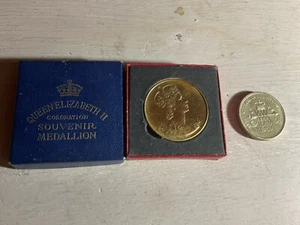 QUEEN ELIZABETH II
CORONATION
SOUVENIR
MEDALLION